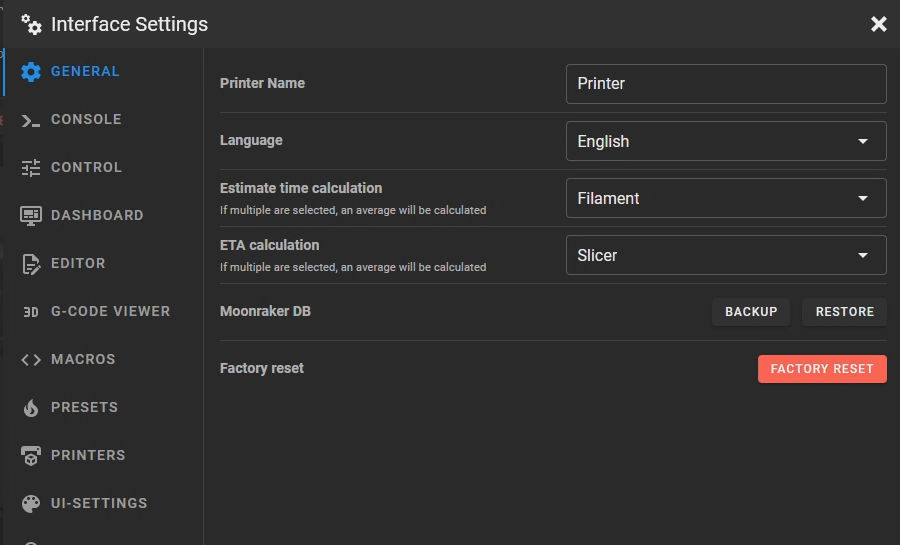 Interface Settings
GENERAL
CONSOLE
CONTROL
DASHBOARD
EDITOR
3D G-CODE VIEWER
MACROS
PRESETS
PRINTERS
UI-SETTINGS
Printer Name
Printer
Language
English
Estimate time calculation
If multiple are selected, an average will be calculated
Filament
ETA calculation
If multiple are selected, an average will be calculated
Slicer
Moonraker DB
BACKUP
RESTORE
Factory reset
FACTORY RESET